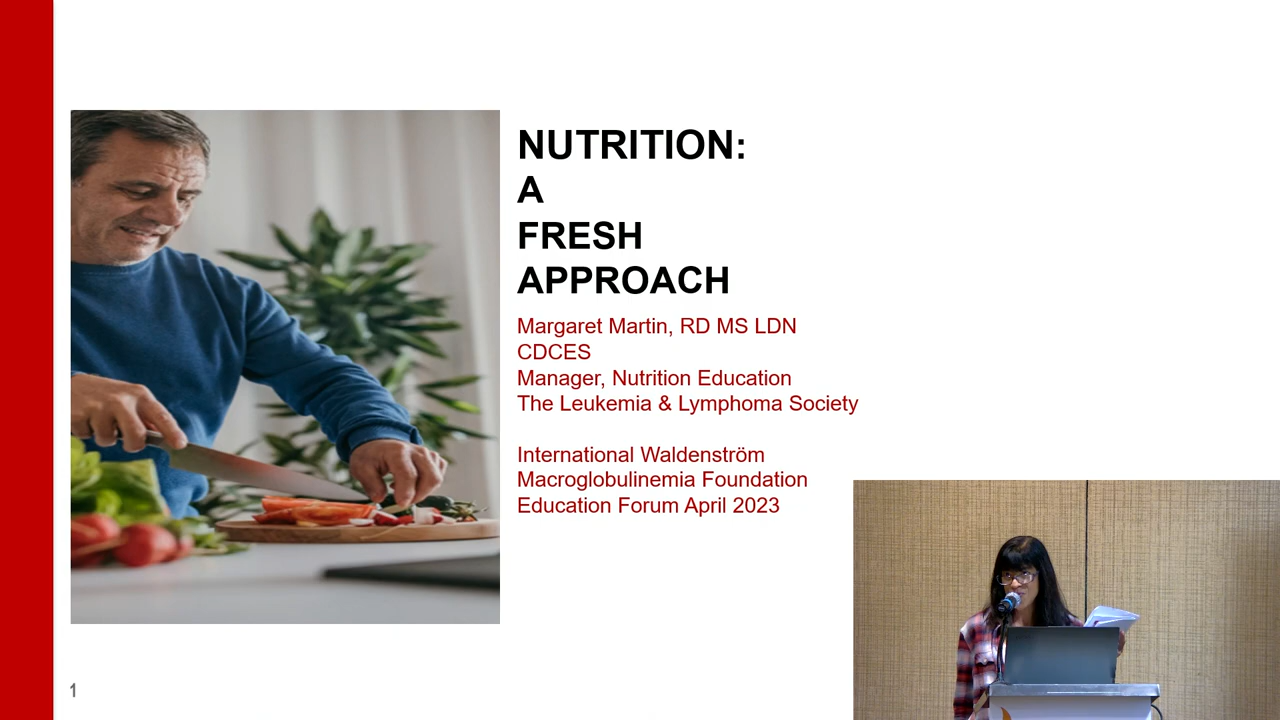 NUTRITION:
A
FRESH
APPROACH
Margaret Martin, RD MS LDN
CDCES
Manager, Nutrition Education
The Leukemia & Lymphoma Society
International Waldenström
Macroglobulinemia Foundation
Education Forum April 2023
1